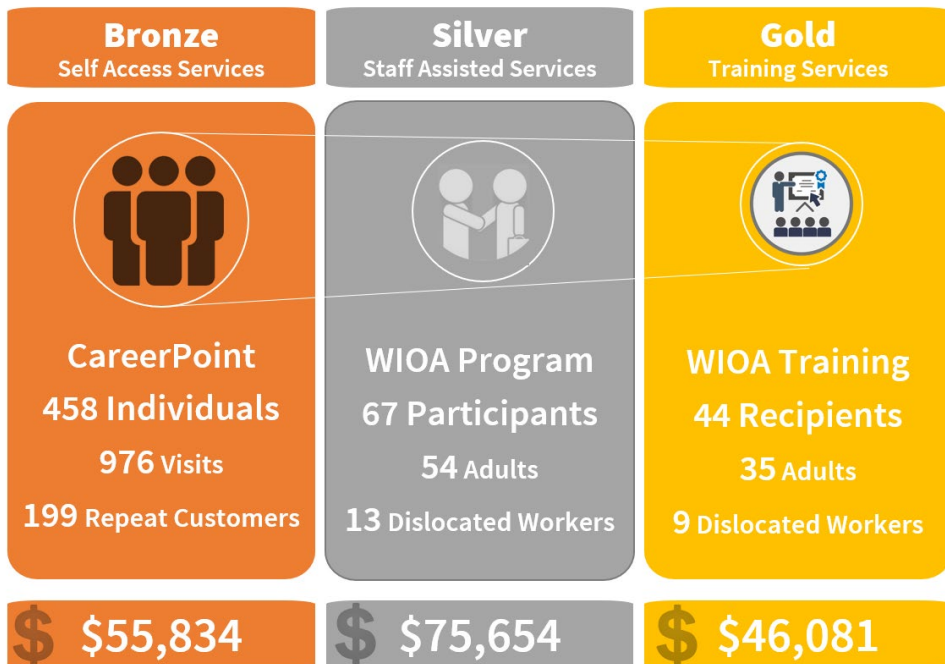 Bronze
Self Access Services
CareerPoint
458 Individuals
976 Visits
199 Repeat Customers
$ $55,834
Silver
Staff Assisted Services
WIOA Program
67 Participants
54 Adults
13 Dislocated Workers
$ $75,654
Gold
Training Services
WIOA Training
44 Recipients
35 Adults
9 Dislocated Workers
$ $46,081